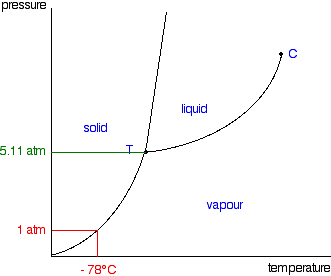 pressure
C
liquid
solid
T
5.11 atm
vapour
1 atm
- 78°C
temperature